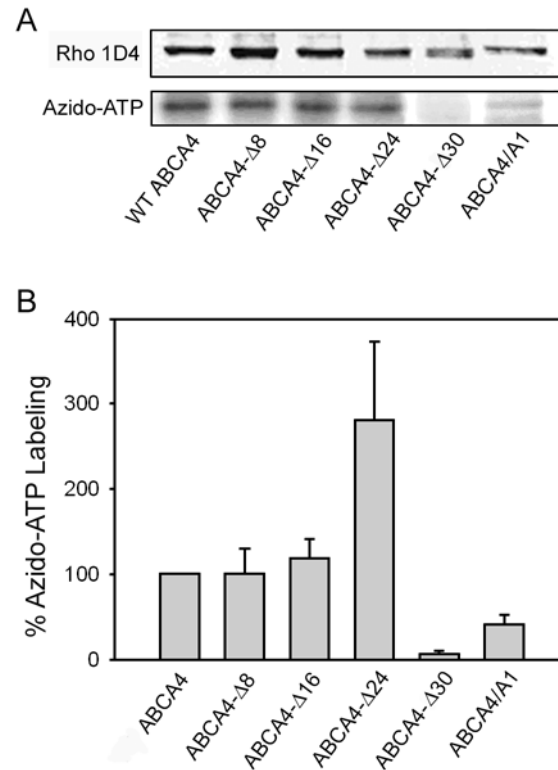 A
Rho 1D4
Azido-ATP
WT ABCA4
ABCA4-Δ8
ABCA4-Δ16
ABCA4-Δ24
ABCA4-Δ30
ABCA4/A1
B
% Azido-ATP Labeling
400
300
200
100
0
ABCA4
ABCA4-Δ8
ABCA4-Δ16
ABCA4-Δ24
ABCA4-Δ30
ABCA4/A1